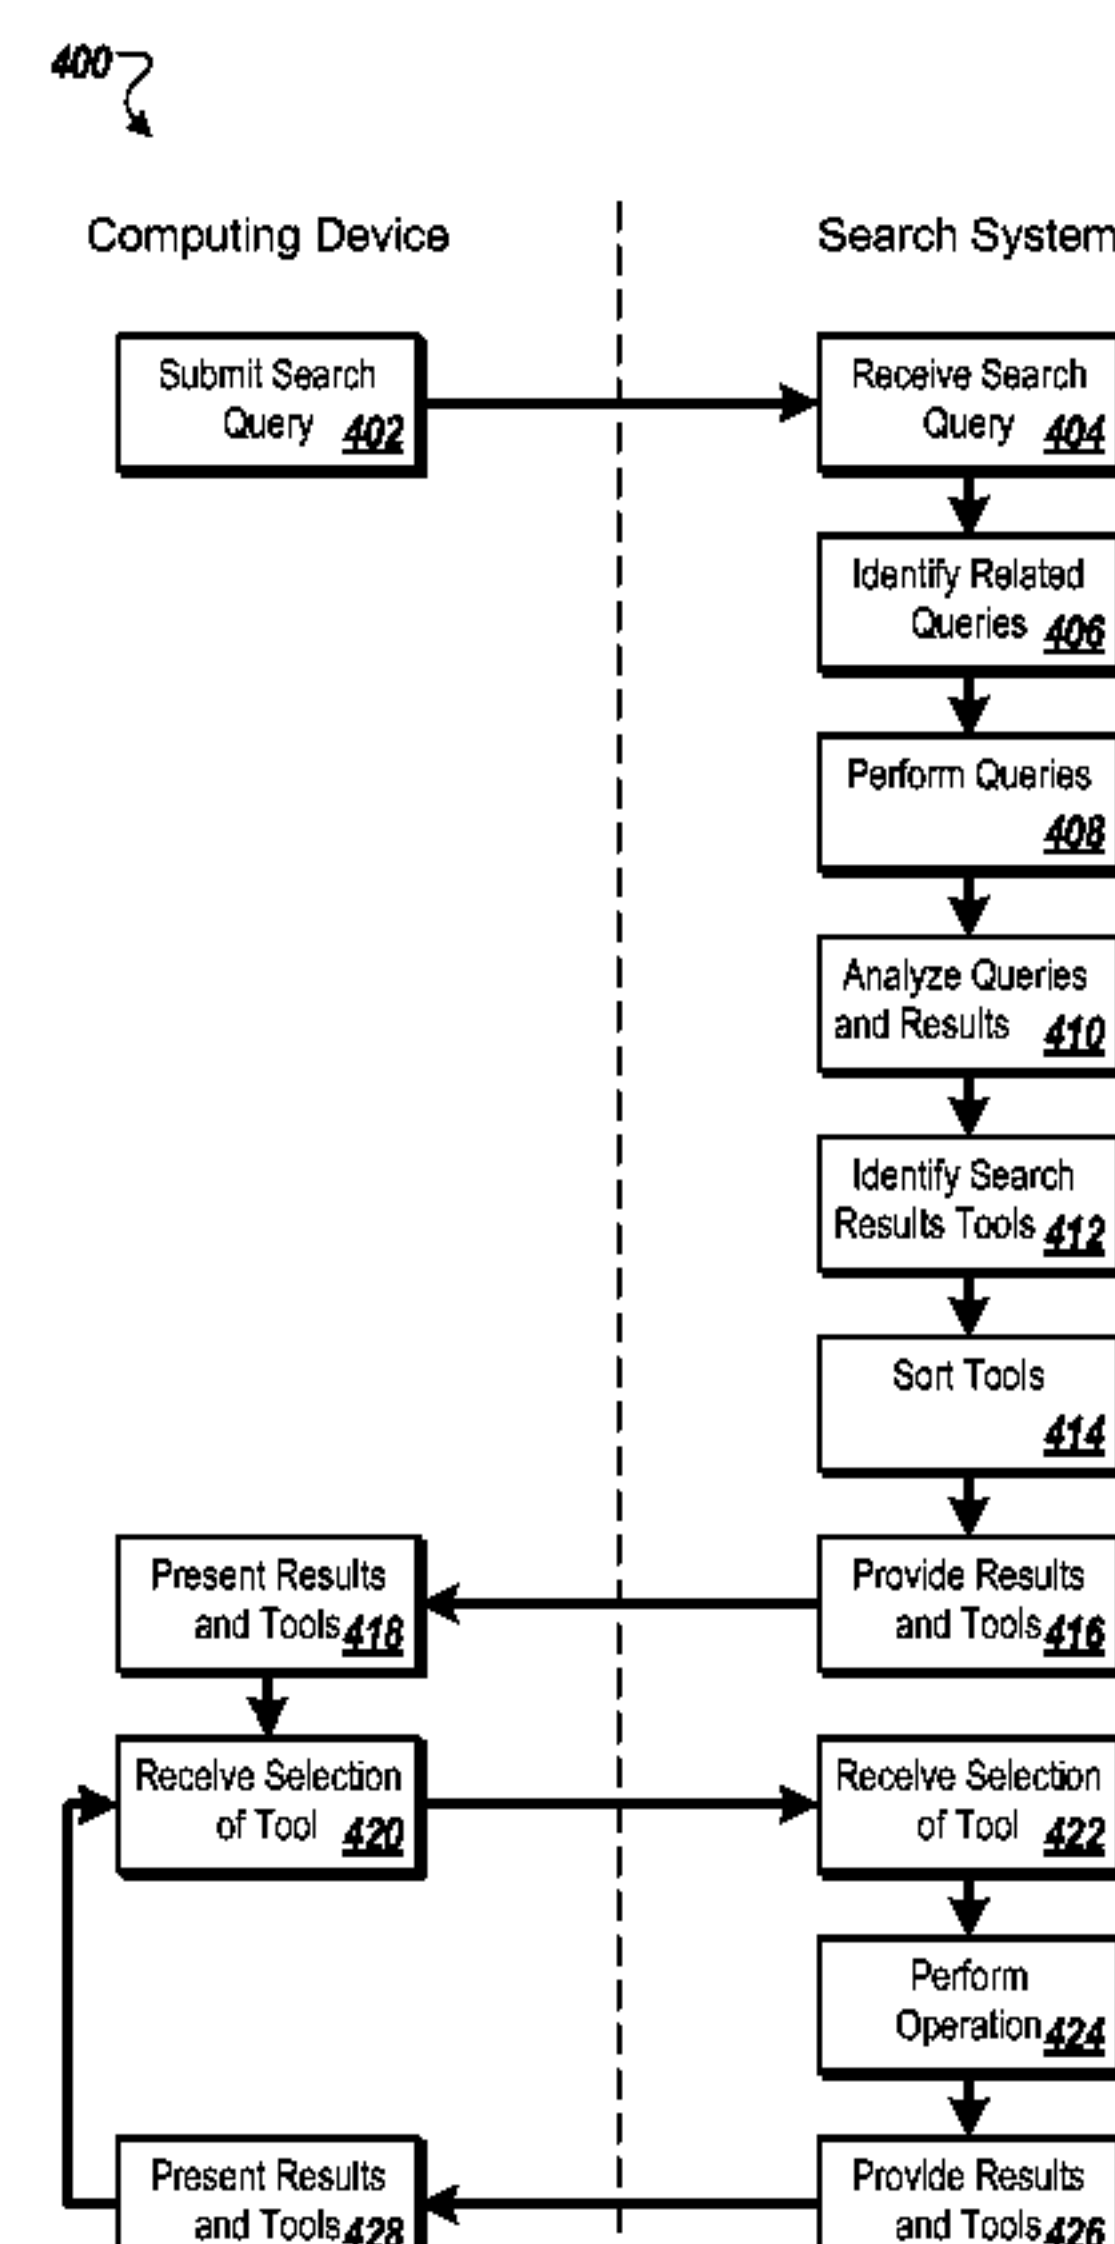 400
Computing Device
Search System
Submit Search
Query 402
Receive Search
Query 404
Identify Related
Queries 406
Perform Queries
408
Analyze Queries
and Results 410
Identify Search
Results Tools 412
Sort Tools
414
Present Results
and Tools 418
Provide Results
and Tools 416
Receive Selection
of Tool 420
Receive Selection
of Tool 422
Perform
Operation 424
Present Results
and Tools 428
Provide Results
and Tools 426